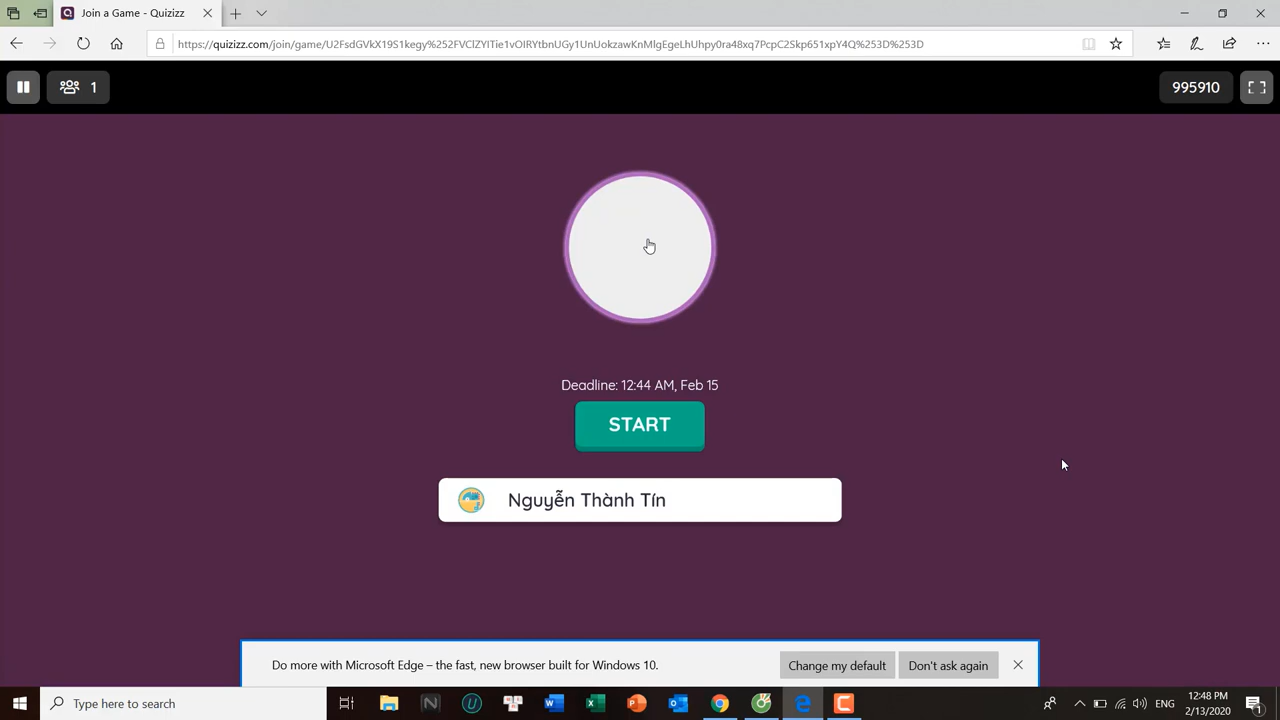 Join a Game - Quizizz
https://quizizz.com/join/game/U2FsdGVkX19S1kegy%252FVClZYITie1vOIRYtbnUGy1UnUokzawKnMlgEgeLhUhpy0ra48xq7PcpC2Skp651xpY4Q%253D%253D
1
995910
Deadline: 12:44 AM, Feb 15
START
Nguyễn Thành Tín
Do more with Microsoft Edge – the fast, new browser built for Windows 10.
Change my default
Don't ask again
Type here to search
ENG
12:48 PM
2/13/2020
1